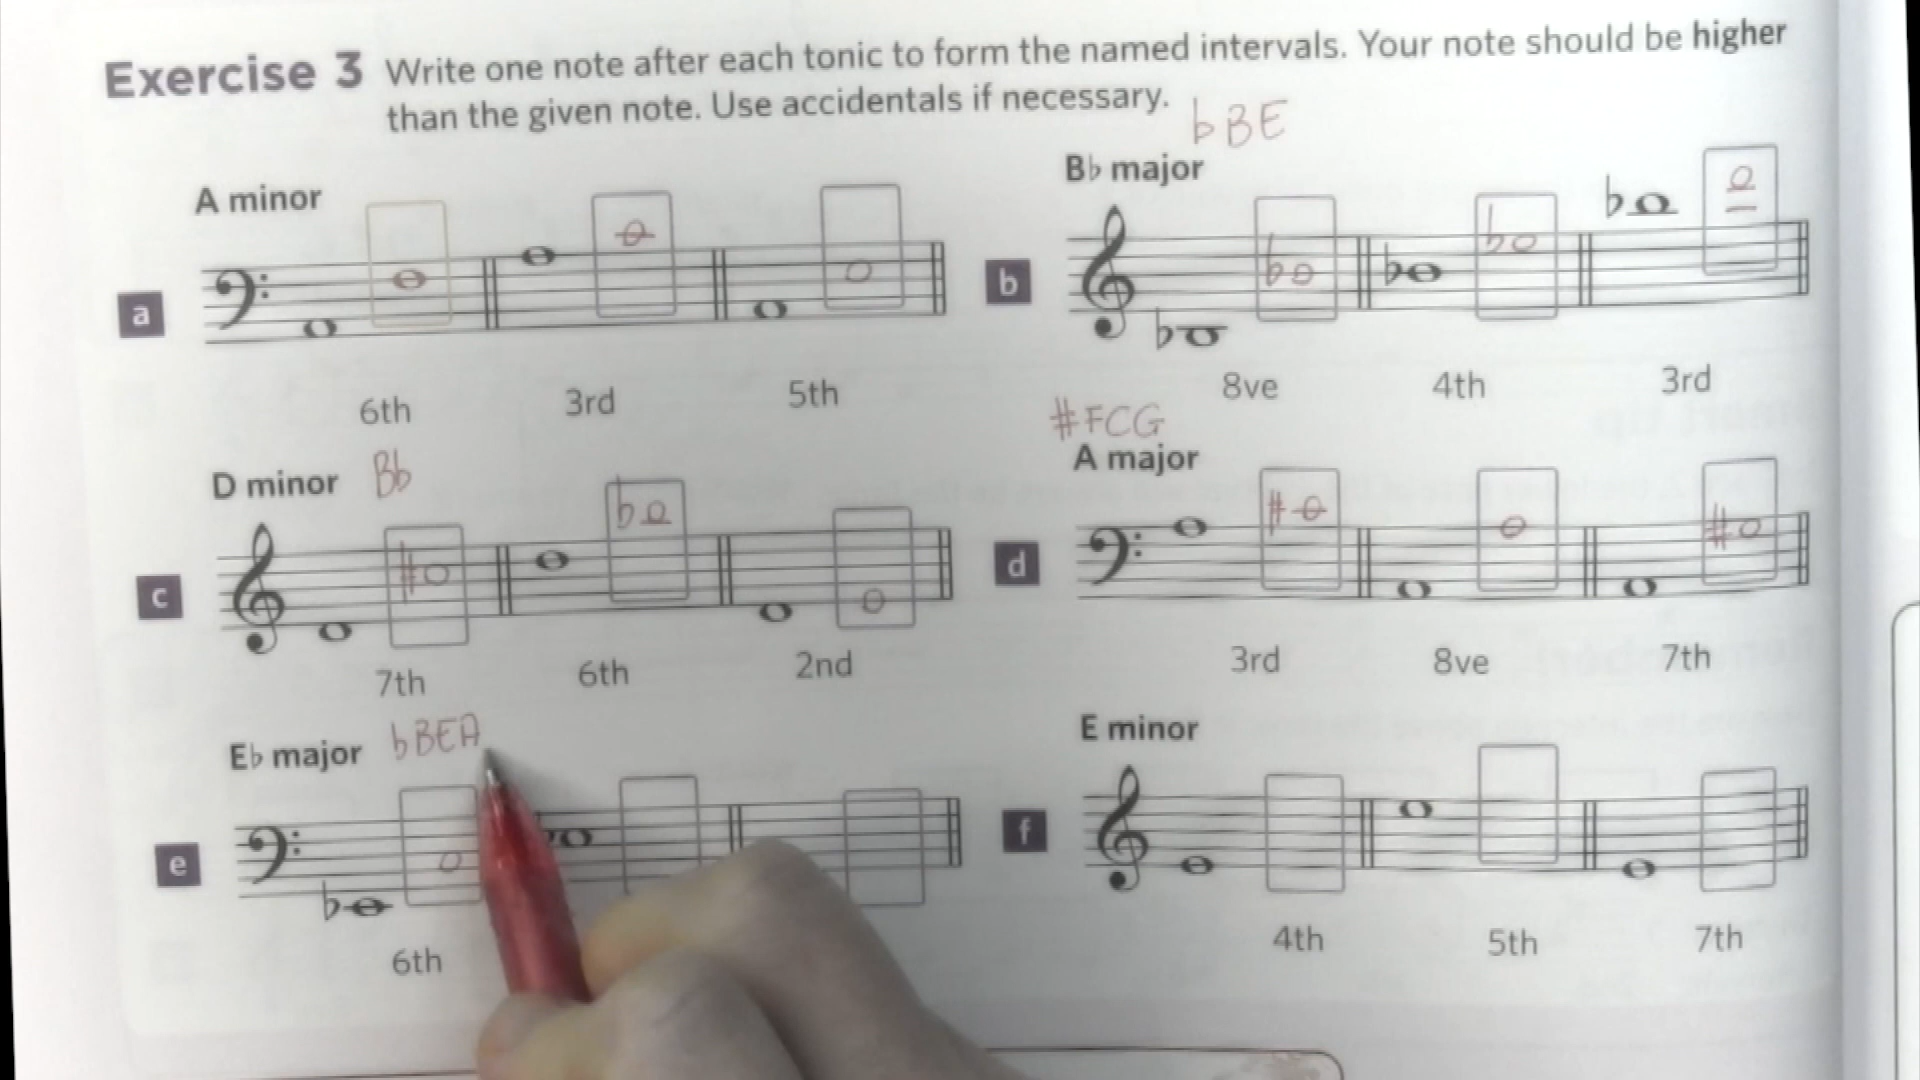 Exercise 3 Write one note after each tonic to form the named intervals. Your note should be higher
than the given note. Use accidentals if necessary.
♭BE
A minor
B♭ major
a
b
6th 3rd 5th
8ve 4th 3rd
#FCG
D minor B♭
A major
c
d
7th 6th 2nd
3rd 8ve 7th
E♭ major ♭BEA
E minor
e
f
6th
4th 5th 7th